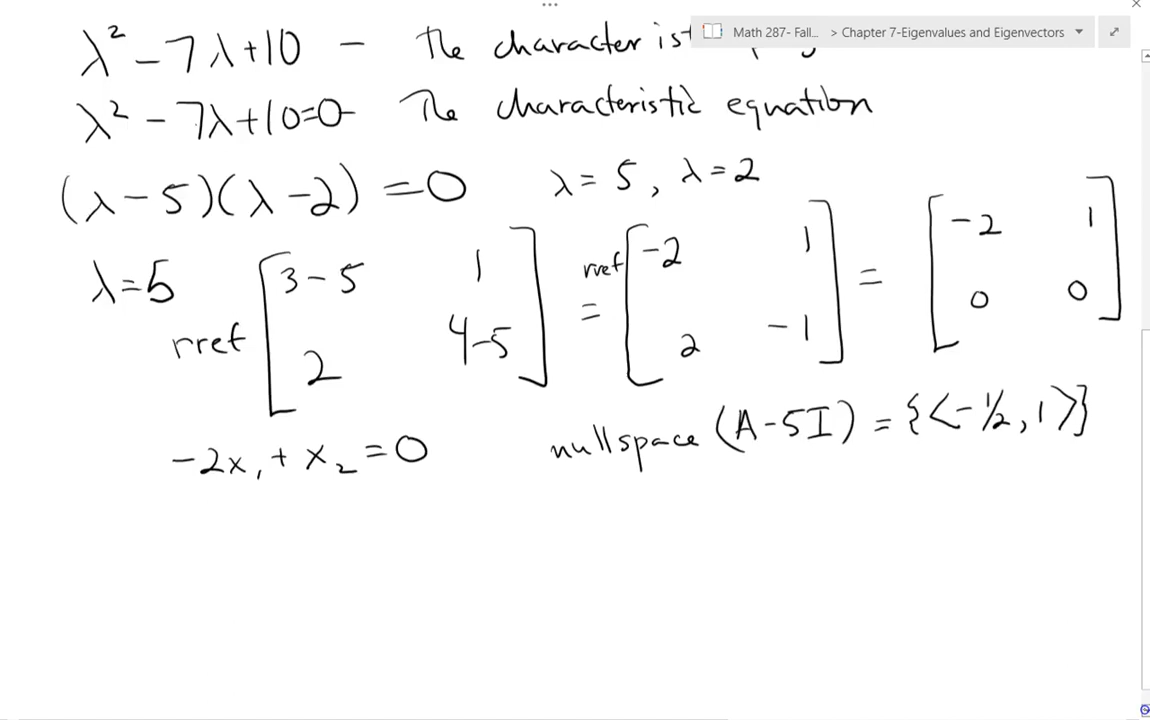 Math 287- Fall... > Chapter 7-Eigenvalues and Eigenvectors
λ² - 7λ+10 - The characterist
λ² - 7λ+10=0- The characteristic equation
(λ-5)(λ-2) =0 λ = 5, λ=2
λ=5 rref [3-5 1; 2 4-5] rref = [-2 1; 2 -1] = [-2 1; 0 0]
-2x₁ + x₂ = 0 nullspace (A-5I) = {<-½, 1>}